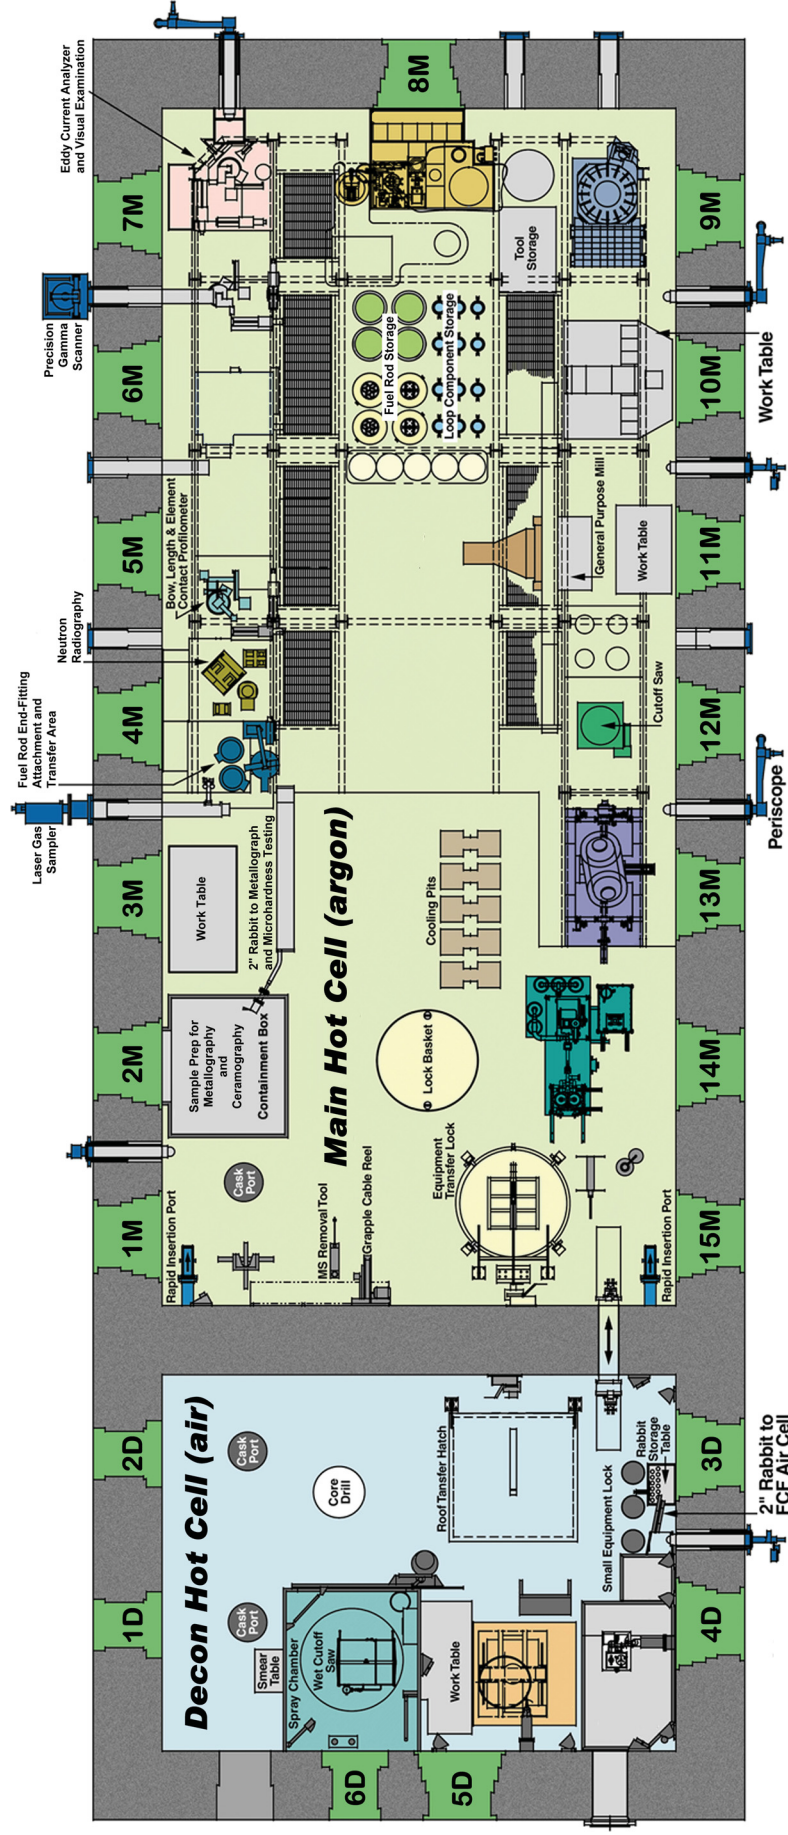 Eddy Current Analyzer
and Visual Examination
Precision
Gamma
Scanner
Neutron
Radiography
Fuel Rod End-Fitting
Attachment and
Transfer Area
Laser Gas
Sampler
8M
7M
6M
5M
4M
3M
2M
1M
9M
10M
11M
12M
13M
14M
15M
Tool
Storage
Fuel Rod Storage
Loop Component Storage
Work Table
Bow, Length & Element
Contact Profilometer
General Purpose Mill
Work Table
Cutoff Saw
Periscope
Work Table
2" Rabbit to Metallograph
and Microhardness Testing
Main Hot Cell (argon)
Cooling Pits
Sample Prep for
Metallography
and
Ceramography
Containment Box
Lock Basket
Cask
Port
Equipment
Transfer Lock
MS Removal Tool
Grapple Cable Reel
Rapid Insertion Port
Rapid Insertion Port
Decon Hot Cell (air)
2D
1D
3D
4D
6D
5D
Cask
Port
Core
Drill
Roof Tansfer Hatch
Rabbit
Storage
Table
Small Equipment Lock
2" Rabbit to
FCF Air Cell
Cask
Port
Smear
Table
Spray Chamber
Wet Cutoff
Saw
Work Table